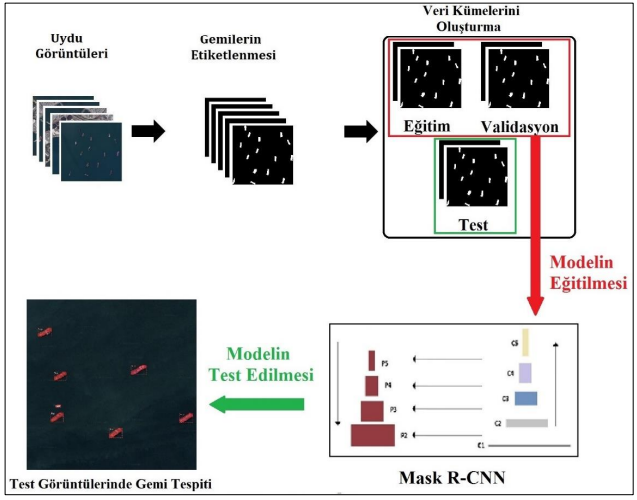 Uydu
Görüntüleri
Gemilerin
Etiketlenmesi
Veri Kümelerini
Oluşturma
Eğitim
Validasyon
Test
Modelin
Eğitilmesi
Modelin
Test Edilmesi
P5
P4
P3
P2
C5
C4
C3
C2
C1
Mask R-CNN
Test Görüntülerinde Gemi Tespiti